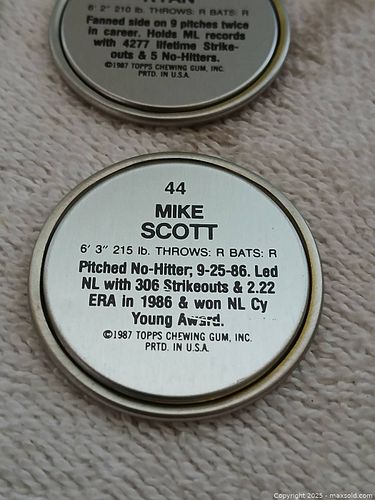 6' 2" 210 lb. THROWS: R BATS: R
Fanned side on 9 pitches twice
in career. Holds ML records
with 4277 lifetime Strike-
outs & 5 No-Hitters.
©1987 TOPPS CHEWING GUM, INC.
PRTD. IN U.S.A.
44
MIKE
SCOTT
6' 3" 215 lb. THROWS: R BATS: R
Pitched No-Hitter; 9-25-86. Led
NL with 306 Strikeouts & 2.22
ERA in 1986 & won NL Cy
Young Award.
©1987 TOPPS CHEWING GUM, INC.
PRTD. IN U.S.A.
Copyright 2025 - maxsold.com